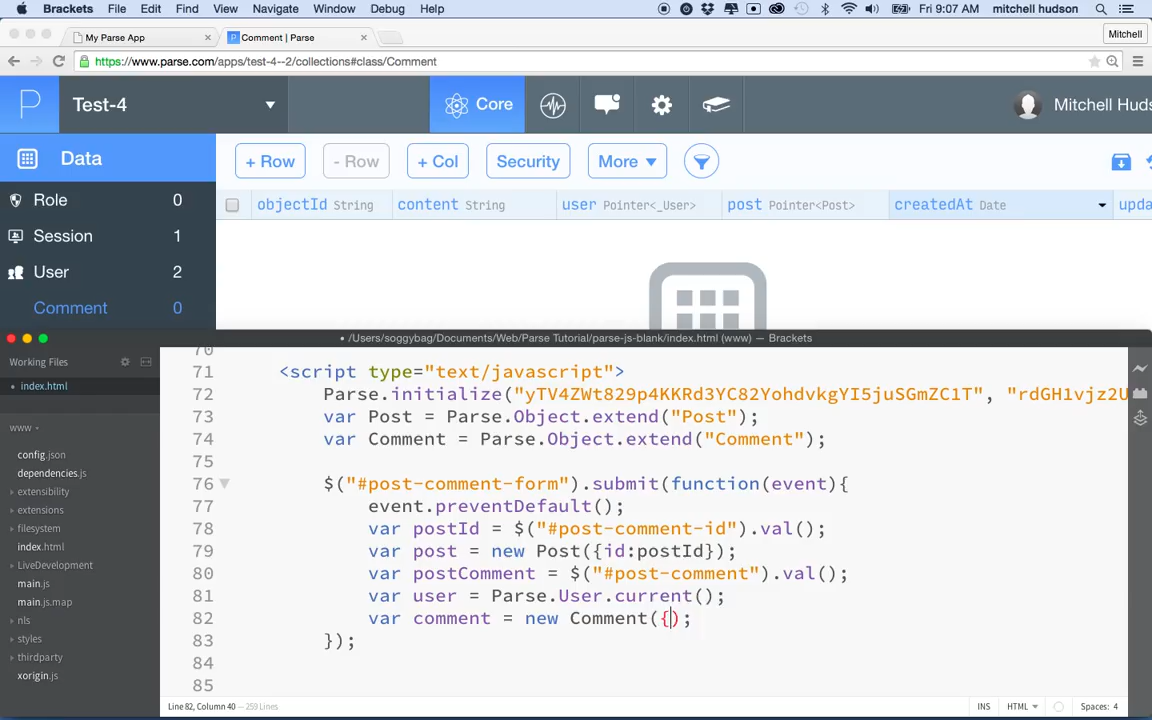 Brackets File Edit Find View Navigate Window Debug Help Fri 9:07 AM mitchell hudson
My Parse App × Comment | Parse × Mitchell
https://www.parse.com/apps/test-4--2/collections#class/Comment
Test-4 Core Mitchell Huds
Data + Row - Row + Col Security More
Role 0 objectId String content String user Pointer<_User> post Pointer<Post> createdAt Date upda
Session 1
User 2
Comment 0
• /Users/soggybag/Documents/Web/Parse Tutorial/parse-js-blank/index.html (www) — Brackets
Working Files
• index.html
www
config.json
dependencies.js
extensibility
extensions
filesystem
index.html
LiveDevelopment
main.js
main.js.map
nls
styles
thirdparty
xorigin.js
70
71 <script type="text/javascript">
72 Parse.initialize("yTV4ZWt829p4KKRd3YC82YohdvkgYI5juSGmZC1T", "rdGH1vjz2U
73 var Post = Parse.Object.extend("Post");
74 var Comment = Parse.Object.extend("Comment");
75
76 $("#post-comment-form").submit(function(event){
77 event.preventDefault();
78 var postId = $("#post-comment-id").val();
79 var post = new Post({id:postId});
80 var postComment = $("#post-comment").val();
81 var user = Parse.User.current();
82 var comment = new Comment({);
83 });
84
85
Line 82, Column 40 — 259 Lines INS HTML Spaces: 4